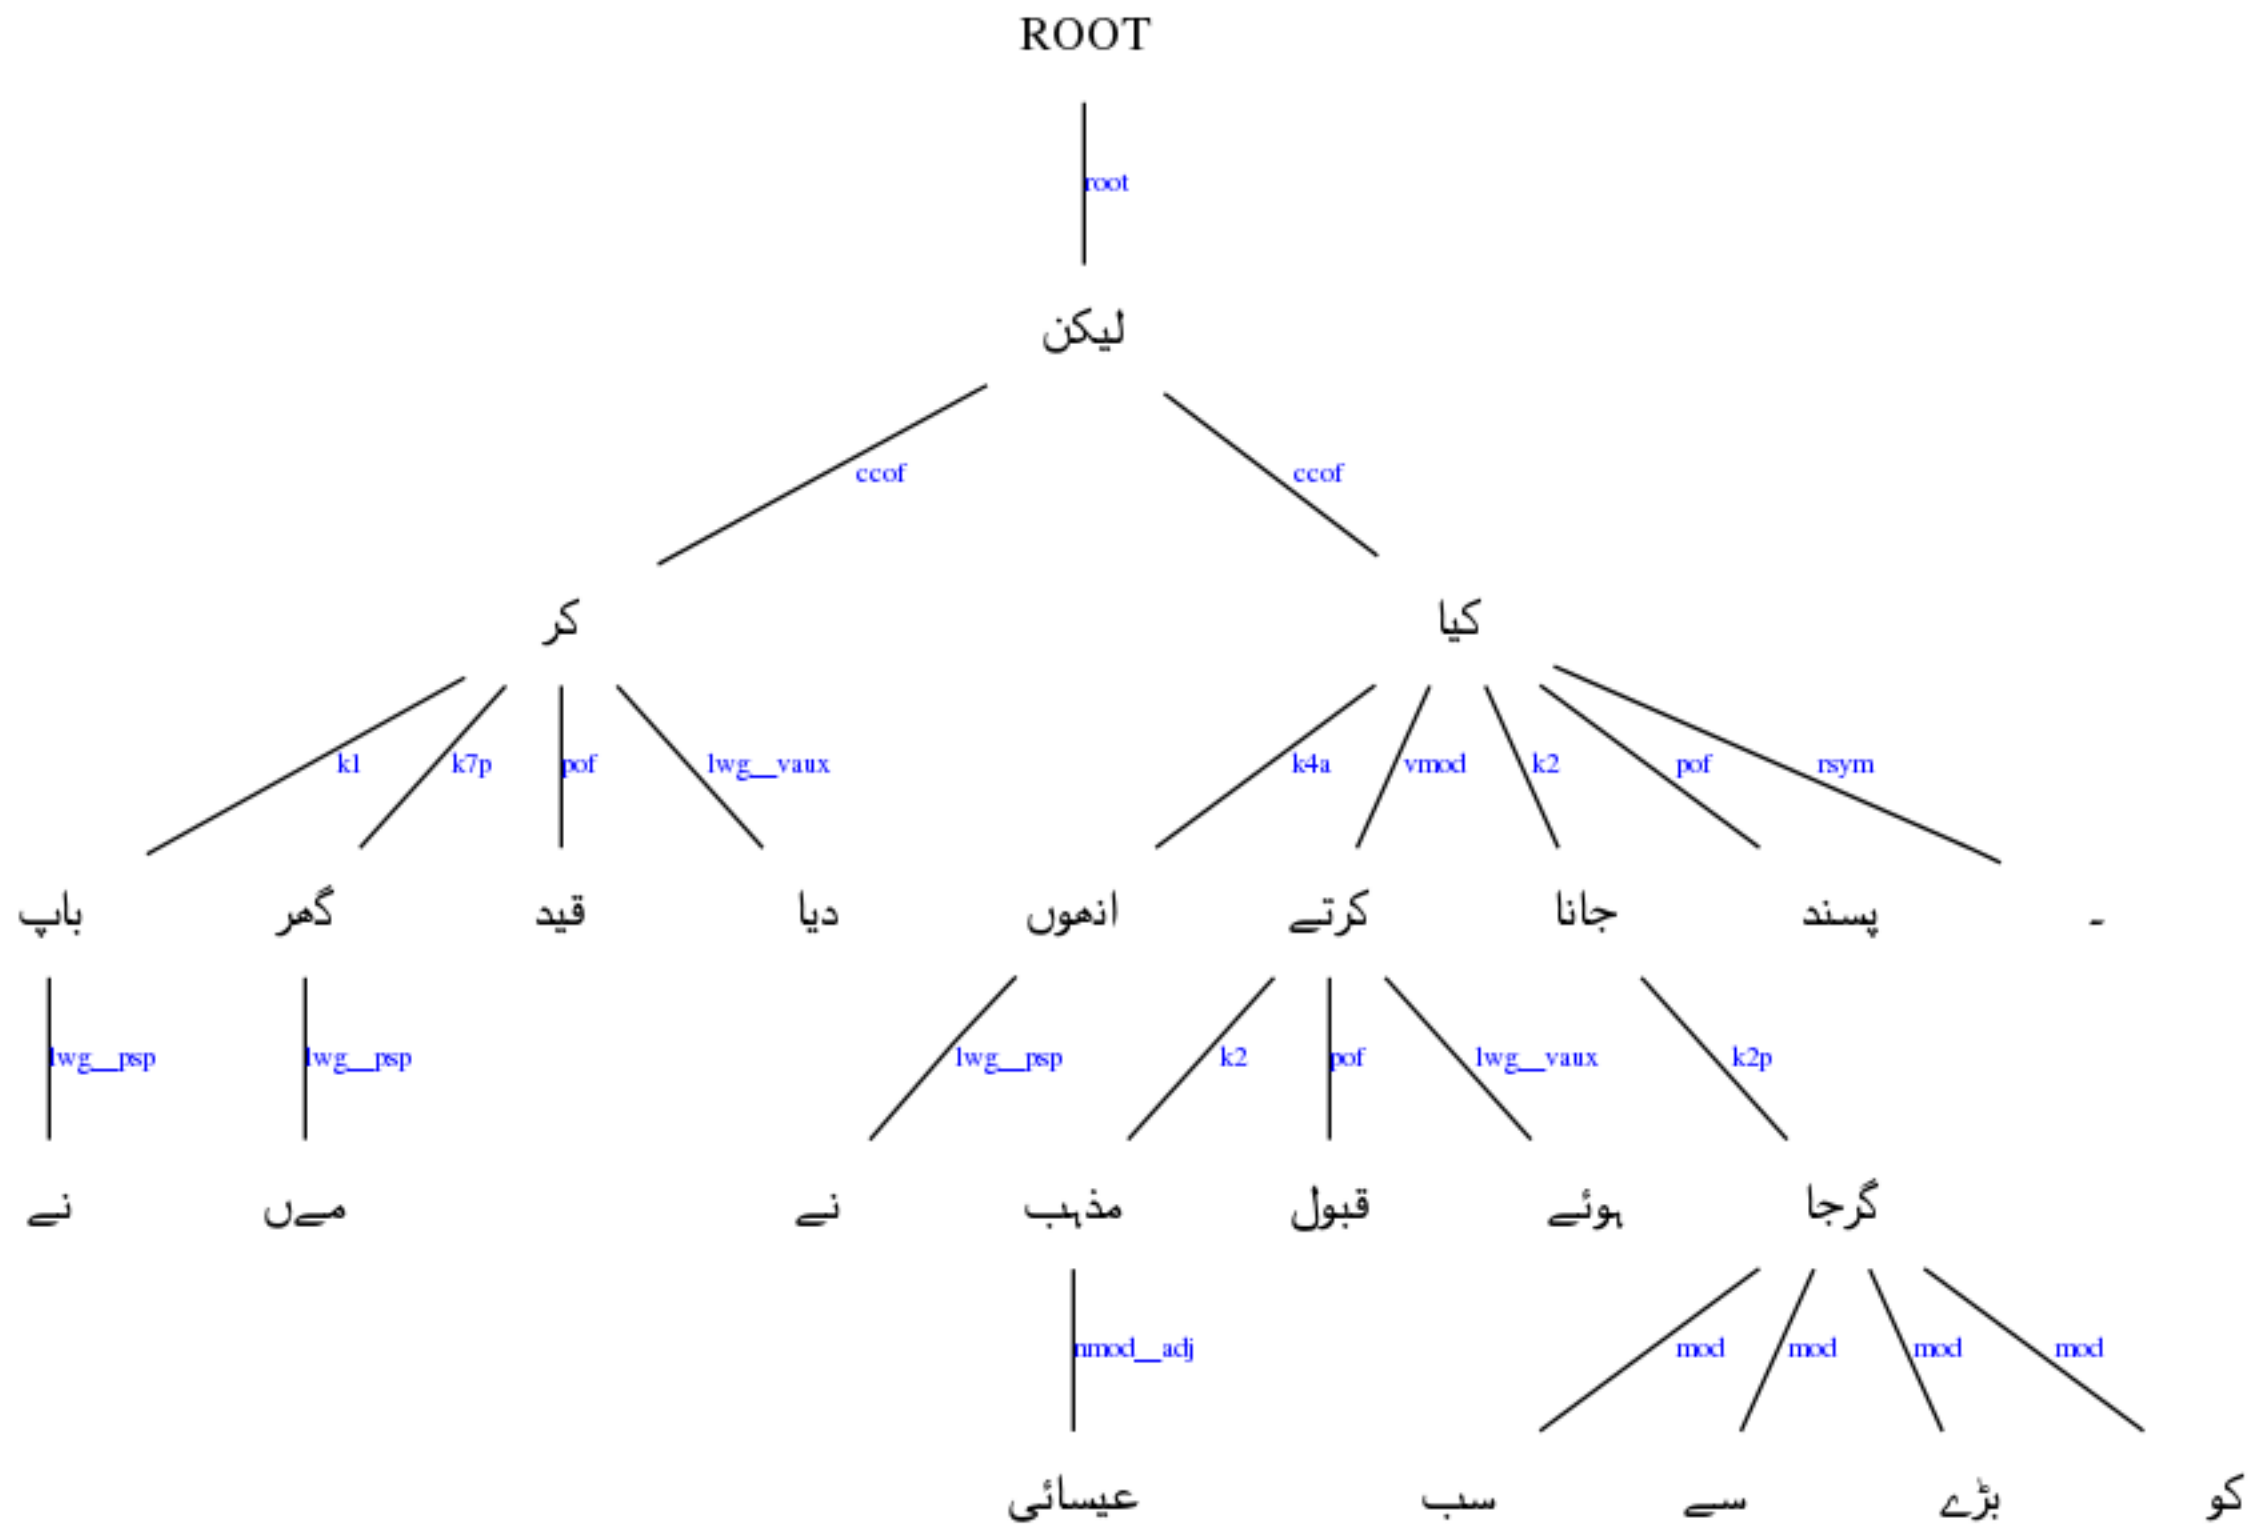 ROOT
root
لیکن
ccof ccof
کر کیا
k1 k7p pof lwg__vaux k4a vmod k2 pof rsym
باپ گھر قید دیا انھوں کرتے جانا پسند ۔
lwg__psp lwg__psp lwg__psp k2 pof lwg__vaux k2p
نے مےں نے مذہب قبول ہوئے گرجا
nmod__adj mod mod mod mod
عیسائی سب سے بڑے کو